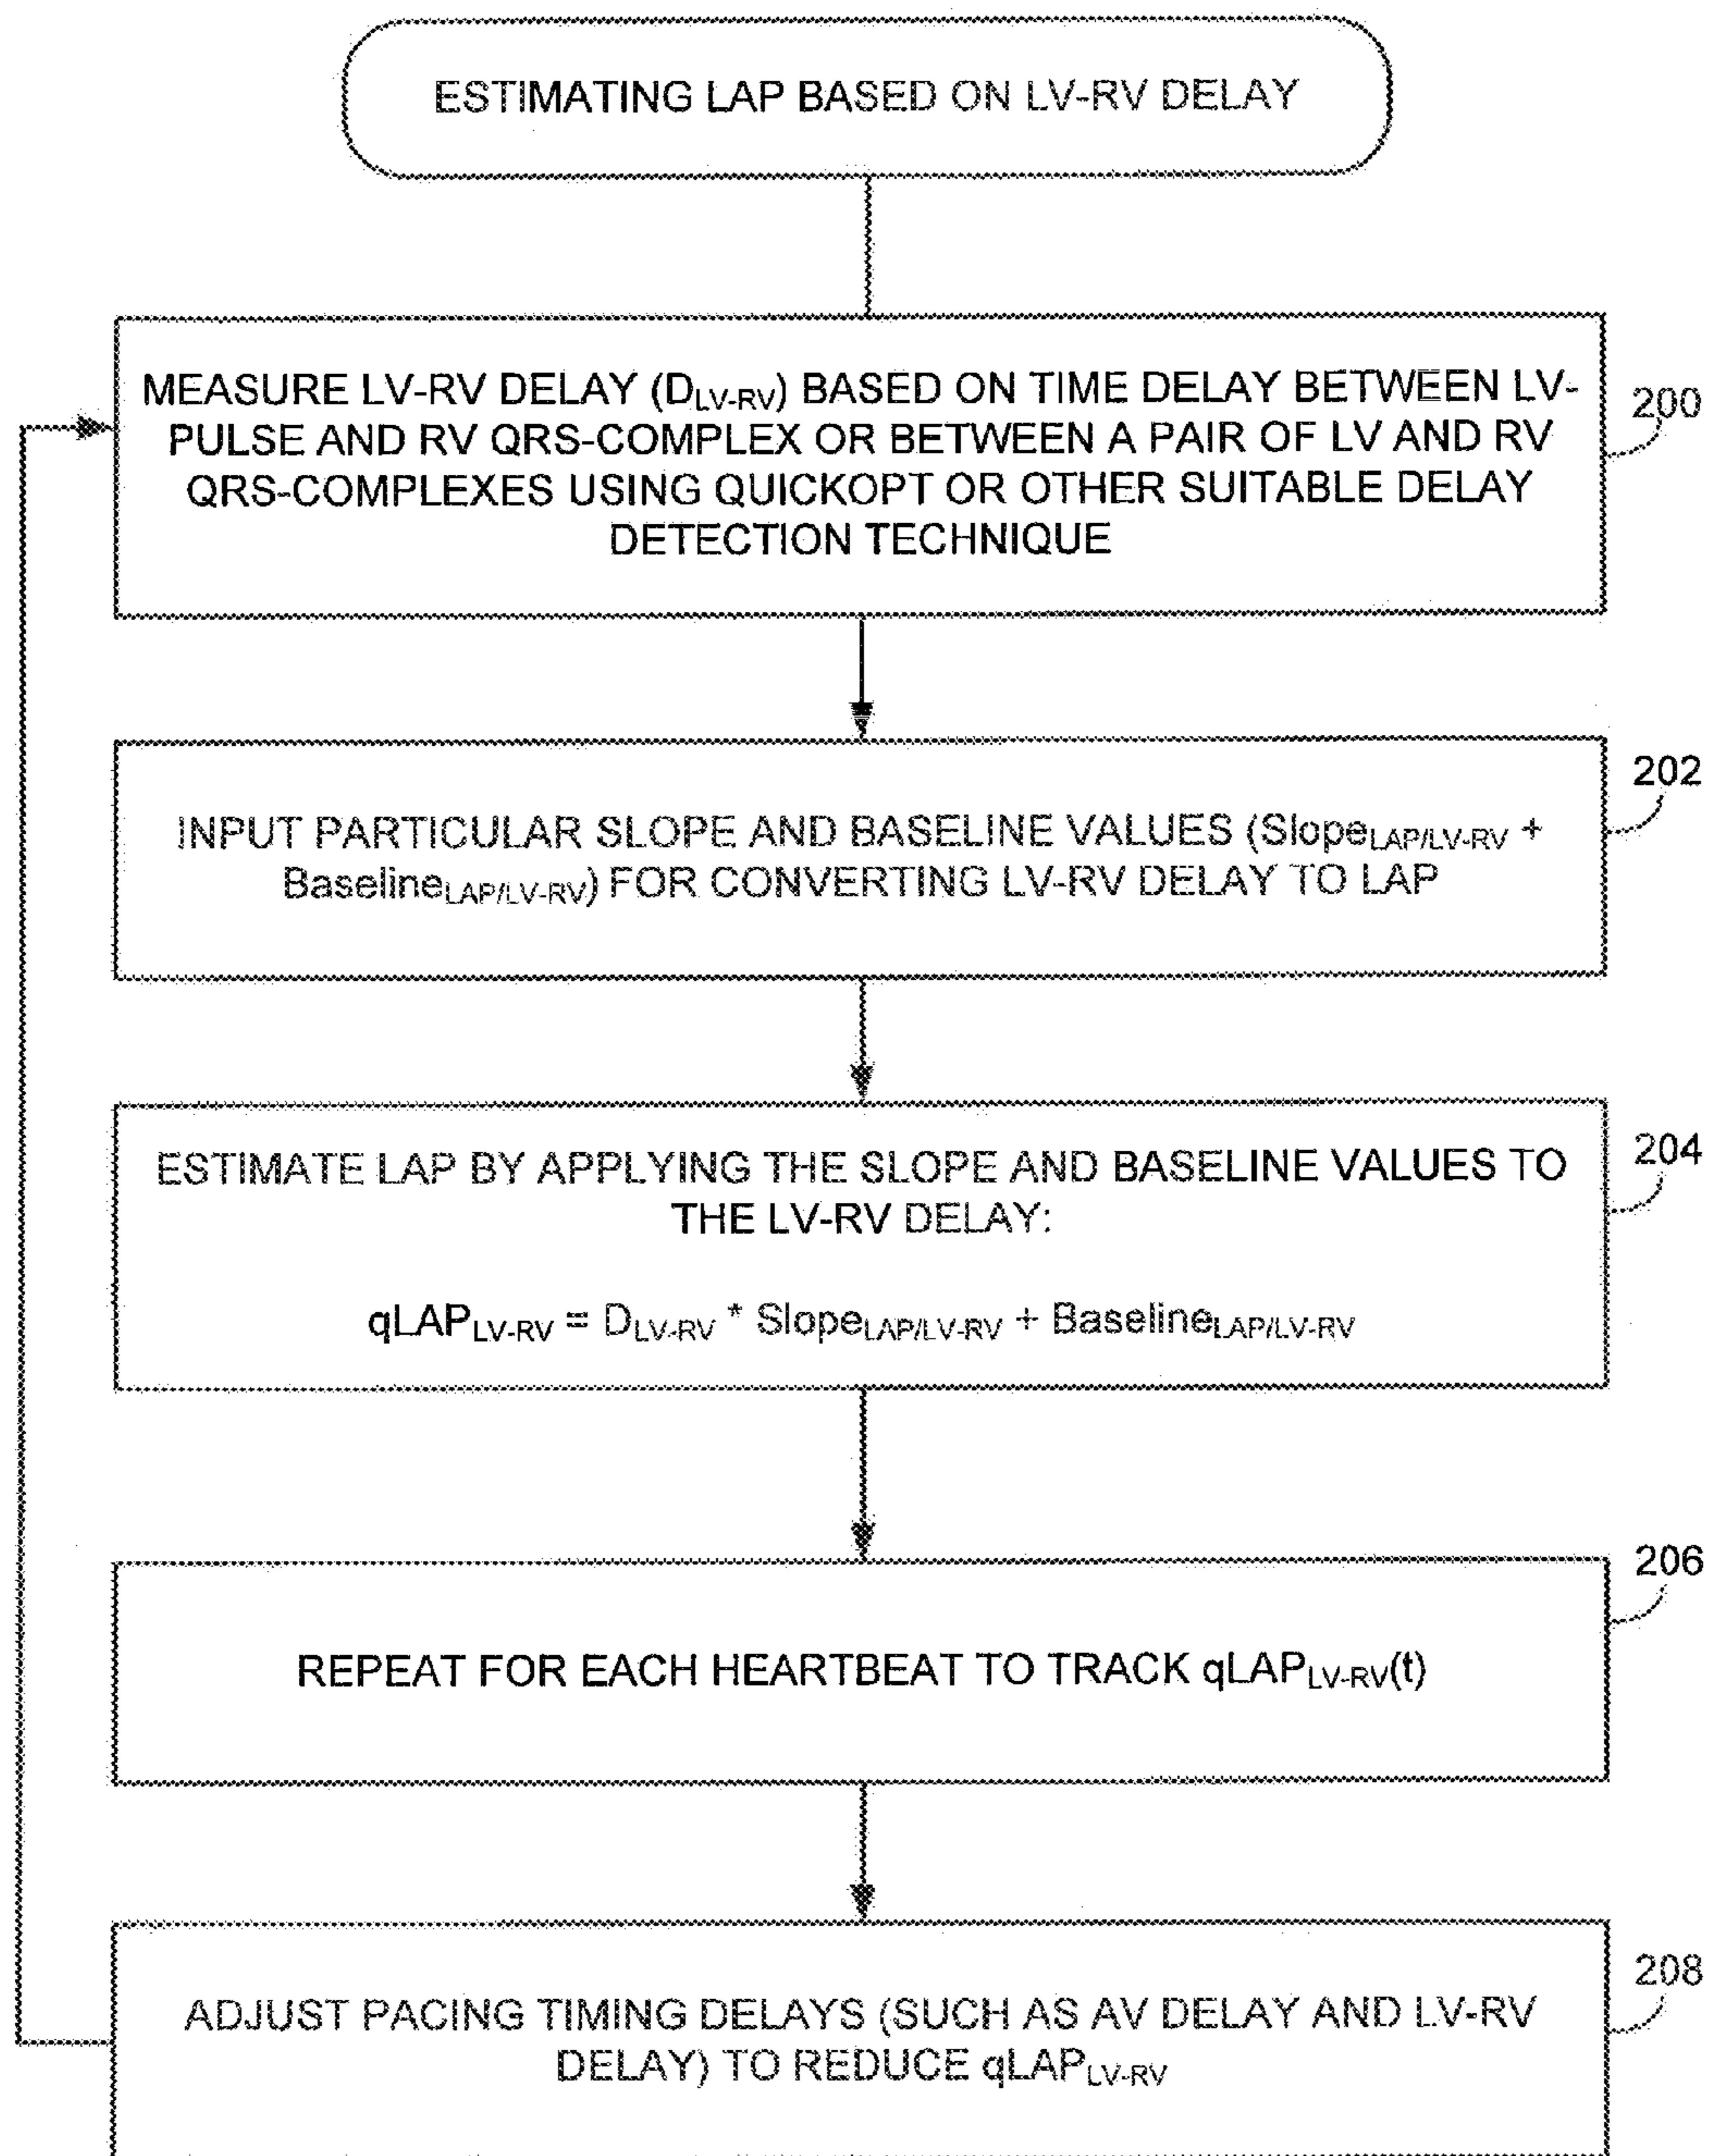 ESTIMATING LAP BASED ON LV-RV DELAY
MEASURE LV-RV DELAY (DLV-RV) BASED ON TIME DELAY BETWEEN LV-
PULSE AND RV QRS-COMPLEX OR BETWEEN A PAIR OF LV AND RV
QRS-COMPLEXES USING QUICKOPT OR OTHER SUITABLE DELAY
DETECTION TECHNIQUE
200
INPUT PARTICULAR SLOPE AND BASELINE VALUES (SlopeLAP/LV-RV +
BaselineLAP/LV-RV) FOR CONVERTING LV-RV DELAY TO LAP
202
ESTIMATE LAP BY APPLYING THE SLOPE AND BASELINE VALUES TO
THE LV-RV DELAY:
qLAPLV-RV = DLV-RV * SlopeLAP/LV-RV + BaselineLAP/LV-RV
204
REPEAT FOR EACH HEARTBEAT TO TRACK qLAPLV-RV(t)
206
ADJUST PACING TIMING DELAYS (SUCH AS AV DELAY AND LV-RV
DELAY) TO REDUCE qLAPLV-RV
208